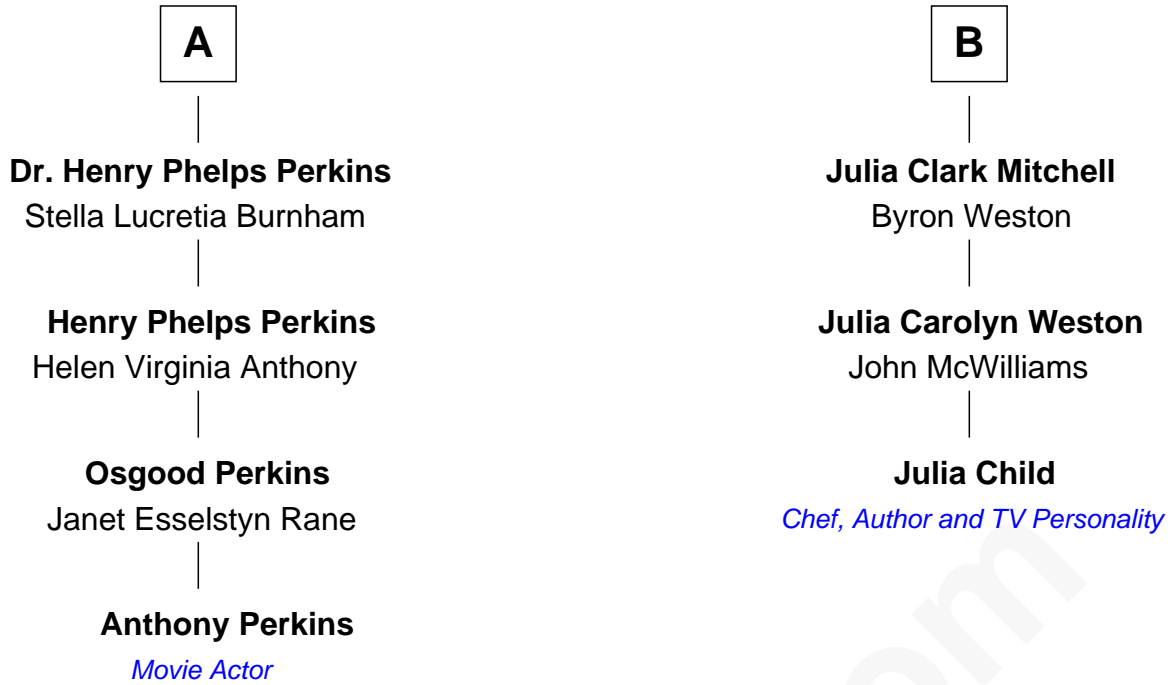 A
Dr. Henry Phelps Perkins
Stella Lucretia Burnham
Henry Phelps Perkins
Helen Virginia Anthony
Osgood Perkins
Janet Esselstyn Rane
Anthony Perkins
Movie Actor
B
Julia Clark Mitchell
Byron Weston
Julia Carolyn Weston
John McWilliams
Julia Child
Chef, Author and TV Personality
om